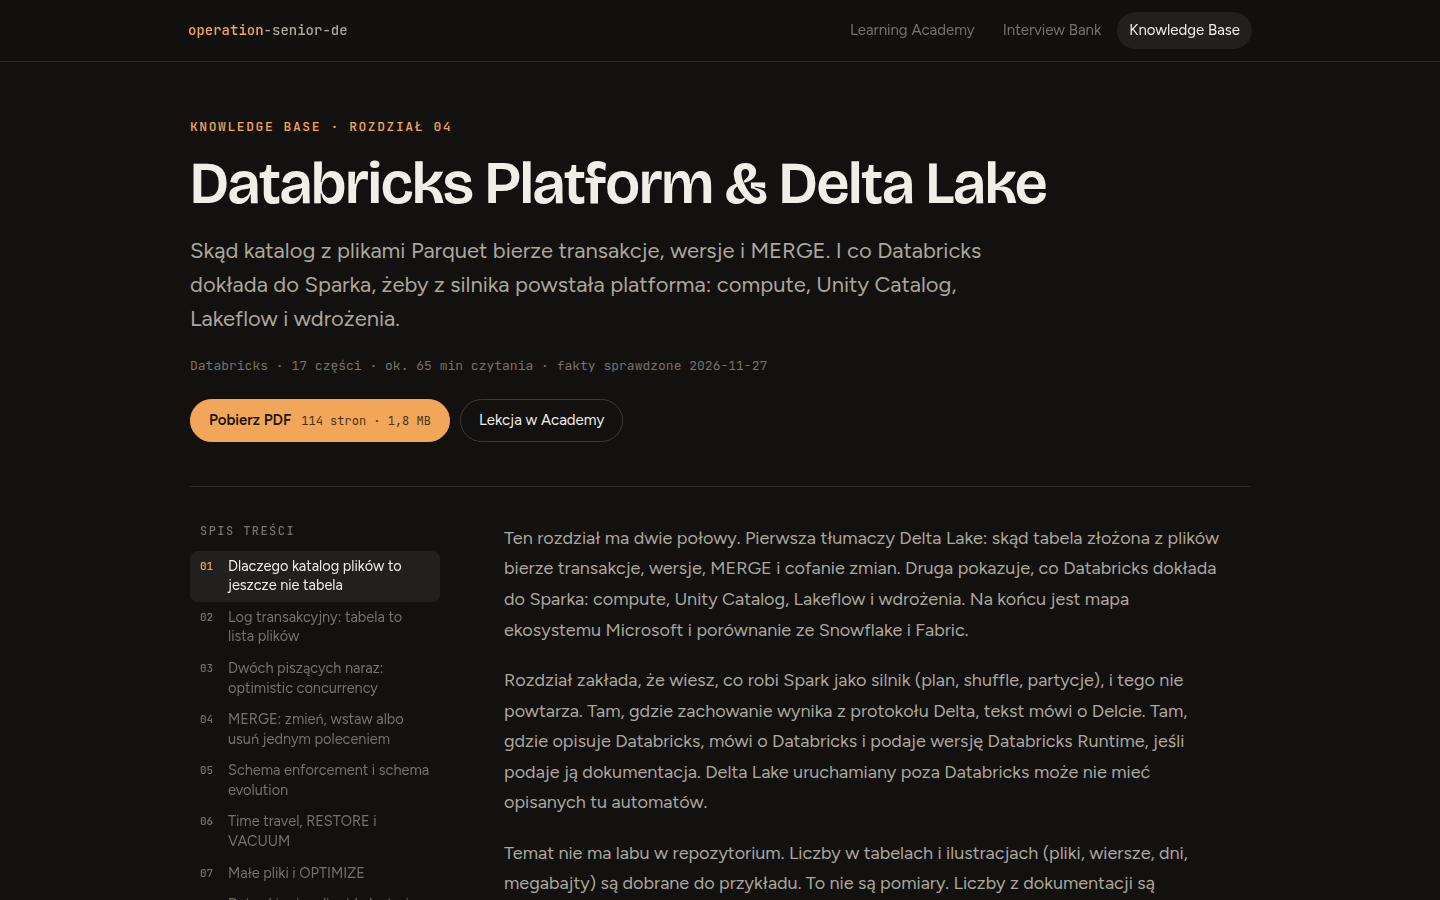 operation-senior-de
Learning Academy
Interview Bank
Knowledge Base
KNOWLEDGE BASE · ROZDZIAŁ 04
Databricks Platform & Delta Lake
Skąd katalog z plikami Parquet bierze transakcje, wersje i MERGE. I co Databricks
dokłada do Sparka, żeby z silnika powstała platforma: compute, Unity Catalog,
Lakeflow i wdrożenia.
Databricks · 17 części · ok. 65 min czytania · fakty sprawdzone 2026-11-27
Pobierz PDF 114 stron · 1,8 MB
Lekcja w Academy
SPIS TREŚCI
01 Dlaczego katalog plików to
jeszcze nie tabela
02 Log transakcyjny: tabela to
lista plików
03 Dwóch piszących naraz:
optimistic concurrency
04 MERGE: zmień, wstaw albo
usuń jednym poleceniem
05 Schema enforcement i schema
evolution
06 Time travel, RESTORE i
VACUUM
07 Małe pliki i OPTIMIZE
Ten rozdział ma dwie połowy. Pierwsza tłumaczy Delta Lake: skąd tabela złożona z plików
bierze transakcje, wersje, MERGE i cofanie zmian. Druga pokazuje, co Databricks dokłada
do Sparka: compute, Unity Catalog, Lakeflow i wdrożenia. Na końcu jest mapa
ekosystemu Microsoft i porównanie ze Snowflake i Fabric.
Rozdział zakłada, że wiesz, co robi Spark jako silnik (plan, shuffle, partycje), i tego nie
powtarza. Tam, gdzie zachowanie wynika z protokołu Delta, tekst mówi o Delcie. Tam,
gdzie opisuje Databricks, mówi o Databricks i podaje wersję Databricks Runtime, jeśli
podaje ją dokumentacja. Delta Lake uruchamiany poza Databricks może nie mieć
opisanych tu automatów.
Temat nie ma labu w repozytorium. Liczby w tabelach i ilustracjach (pliki, wiersze, dni,
megabajty) są dobrane do przykładu. To nie są pomiary. Liczby z dokumentacji są